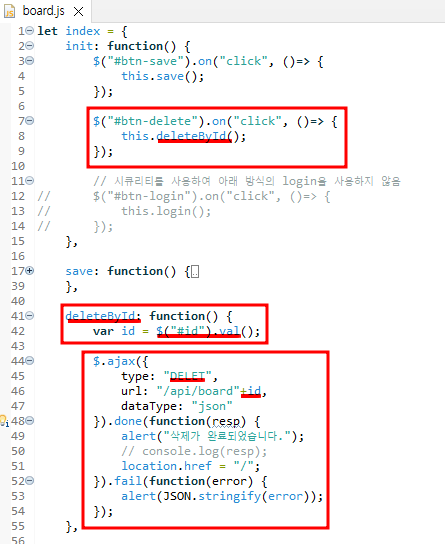 board.js
1 let index = {
2 init: function() {
3 $("#btn-save").on("click", ()=> {
4 this.save();
5 });
6
7 $("#btn-delete").on("click", ()=> {
8 this.deleteById();
9 });
10
11 // 시큐리티를 사용하여 아래 방식의 login을 사용하지 않음
12 // $("#btn-login").on("click", ()=> {
13 // this.login();
14 // });
15 },
16
17 save: function() {
39 },
40
41 deleteById: function() {
42 var id = $("#id").val();
43
44 $.ajax({
45 type: "DELET",
46 url: "/api/board"+id,
47 dataType: "json"
48 }).done(function(resp) {
49 alert("삭제가 완료되었습니다.");
50 // console.log(resp);
51 location.href = "/";
52 }).fail(function(error) {
53 alert(JSON.stringify(error));
54 });
55 },
56